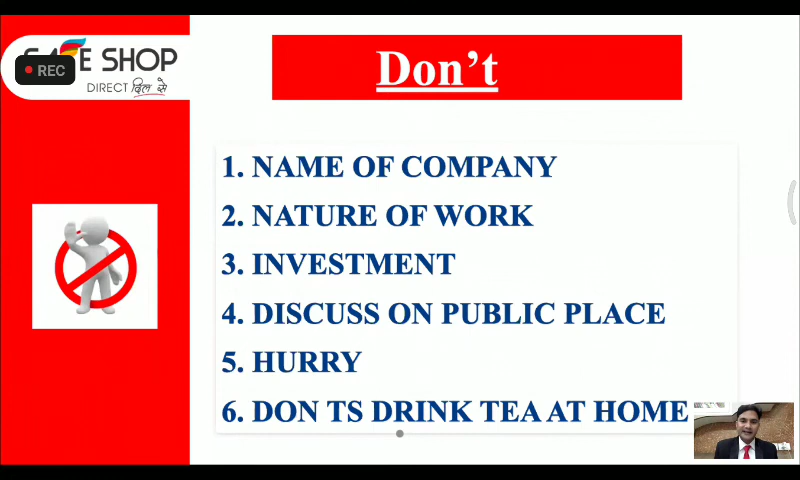 SAFE SHOP
REC
DIRECT दिल से
Don't
1. NAME OF COMPANY
2. NATURE OF WORK
3. INVESTMENT
4. DISCUSS ON PUBLIC PLACE
5. HURRY
6. DON TS DRINK TEA AT HOME